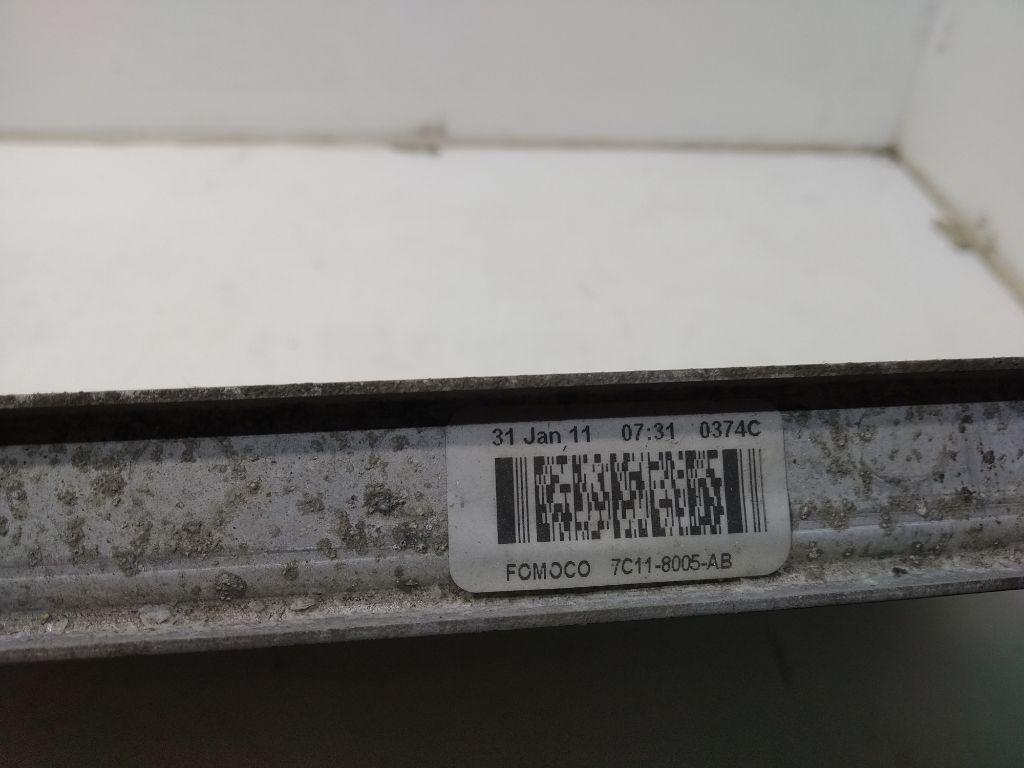 31 Jan 11 07:31 0374C
FOMOCO 7C11-8005-AB